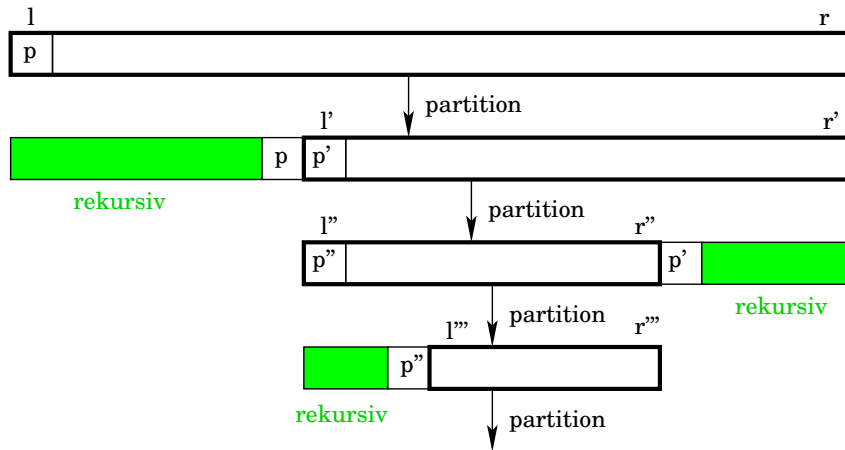 l r
p
partition
l' r'
p p'
rekursiv
partition
l" r"
p" p'
rekursiv
partition
l''' r'''
p"
rekursiv
partition